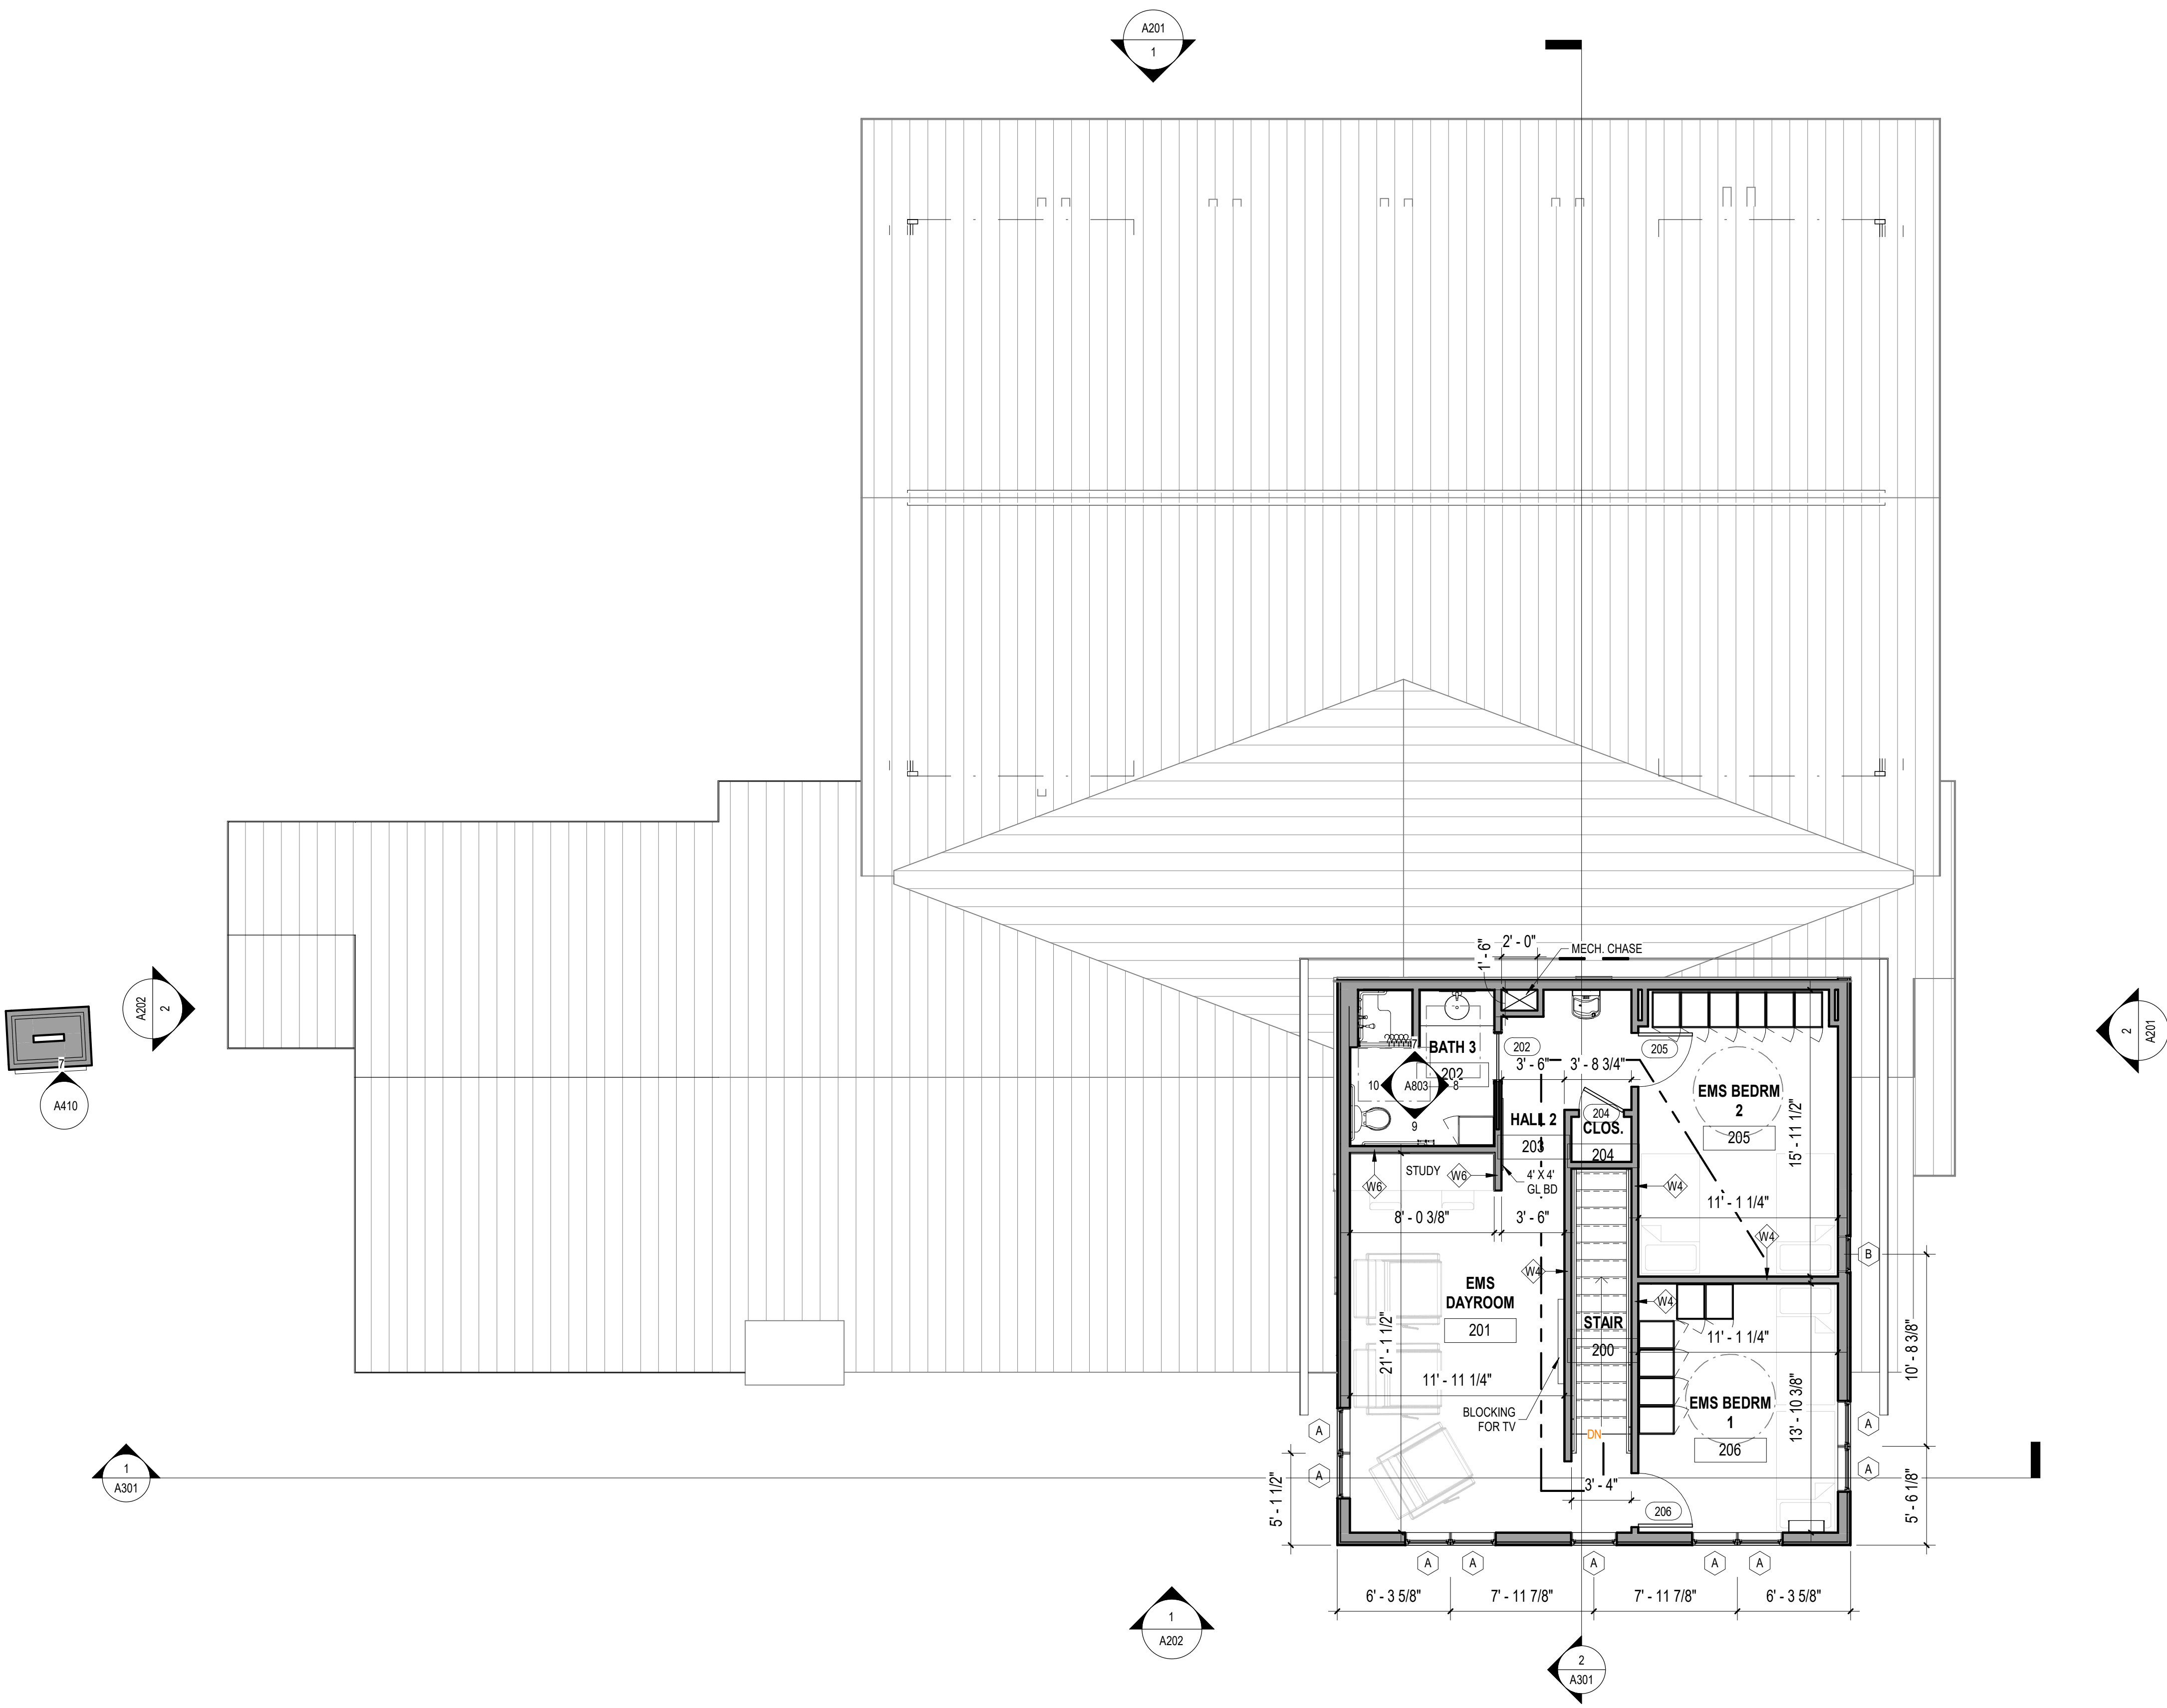 A201
1
2' - 0"
1' - 6"
MECH. CHASE
A202
2
7
A410
2
A201
BATH 3
202
7
10
A803
8
9
202
3' - 6"
3' - 8 3/4"
205
EMS BEDRM
2
205
15' - 11 1/2"
HALL 2
203
204
CLOS.
204
STUDY
W6
W6
4' X 4'
GL BD
W4
11' - 1 1/4"
8' - 0 3/8"
3' - 6"
W4
B
W4
EMS
DAYROOM
201
21' - 1 1/2"
W4
STAIR
200
11' - 1 1/4"
10' - 8 3/8"
11' - 11 1/4"
BLOCKING
FOR TV
DN
EMS BEDRM
1
206
13' - 10 3/8"
A
A
A
A
1
A301
5' - 1 1/2"
3' - 4"
206
5' - 6 1/8"
A
A
A
A
A
6' - 3 5/8"
7' - 11 7/8"
7' - 11 7/8"
6' - 3 5/8"
1
A202
2
A301